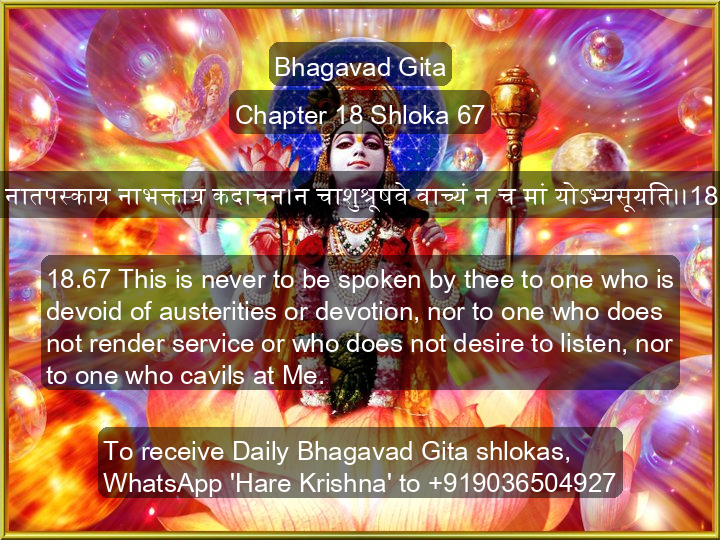 Bhagavad Gita
Chapter 18 Shloka 67
नातपस्काय नाभक्ताय कदाचन।न चाशुश्रूषवे वाच्यं न च मां योऽभ्यसूयति।।18
18.67 This is never to be spoken by thee to one who is
devoid of austerities or devotion, nor to one who does
not render service or who does not desire to listen, nor
to one who cavils at Me.
To receive Daily Bhagavad Gita shlokas,
WhatsApp 'Hare Krishna' to +919036504927